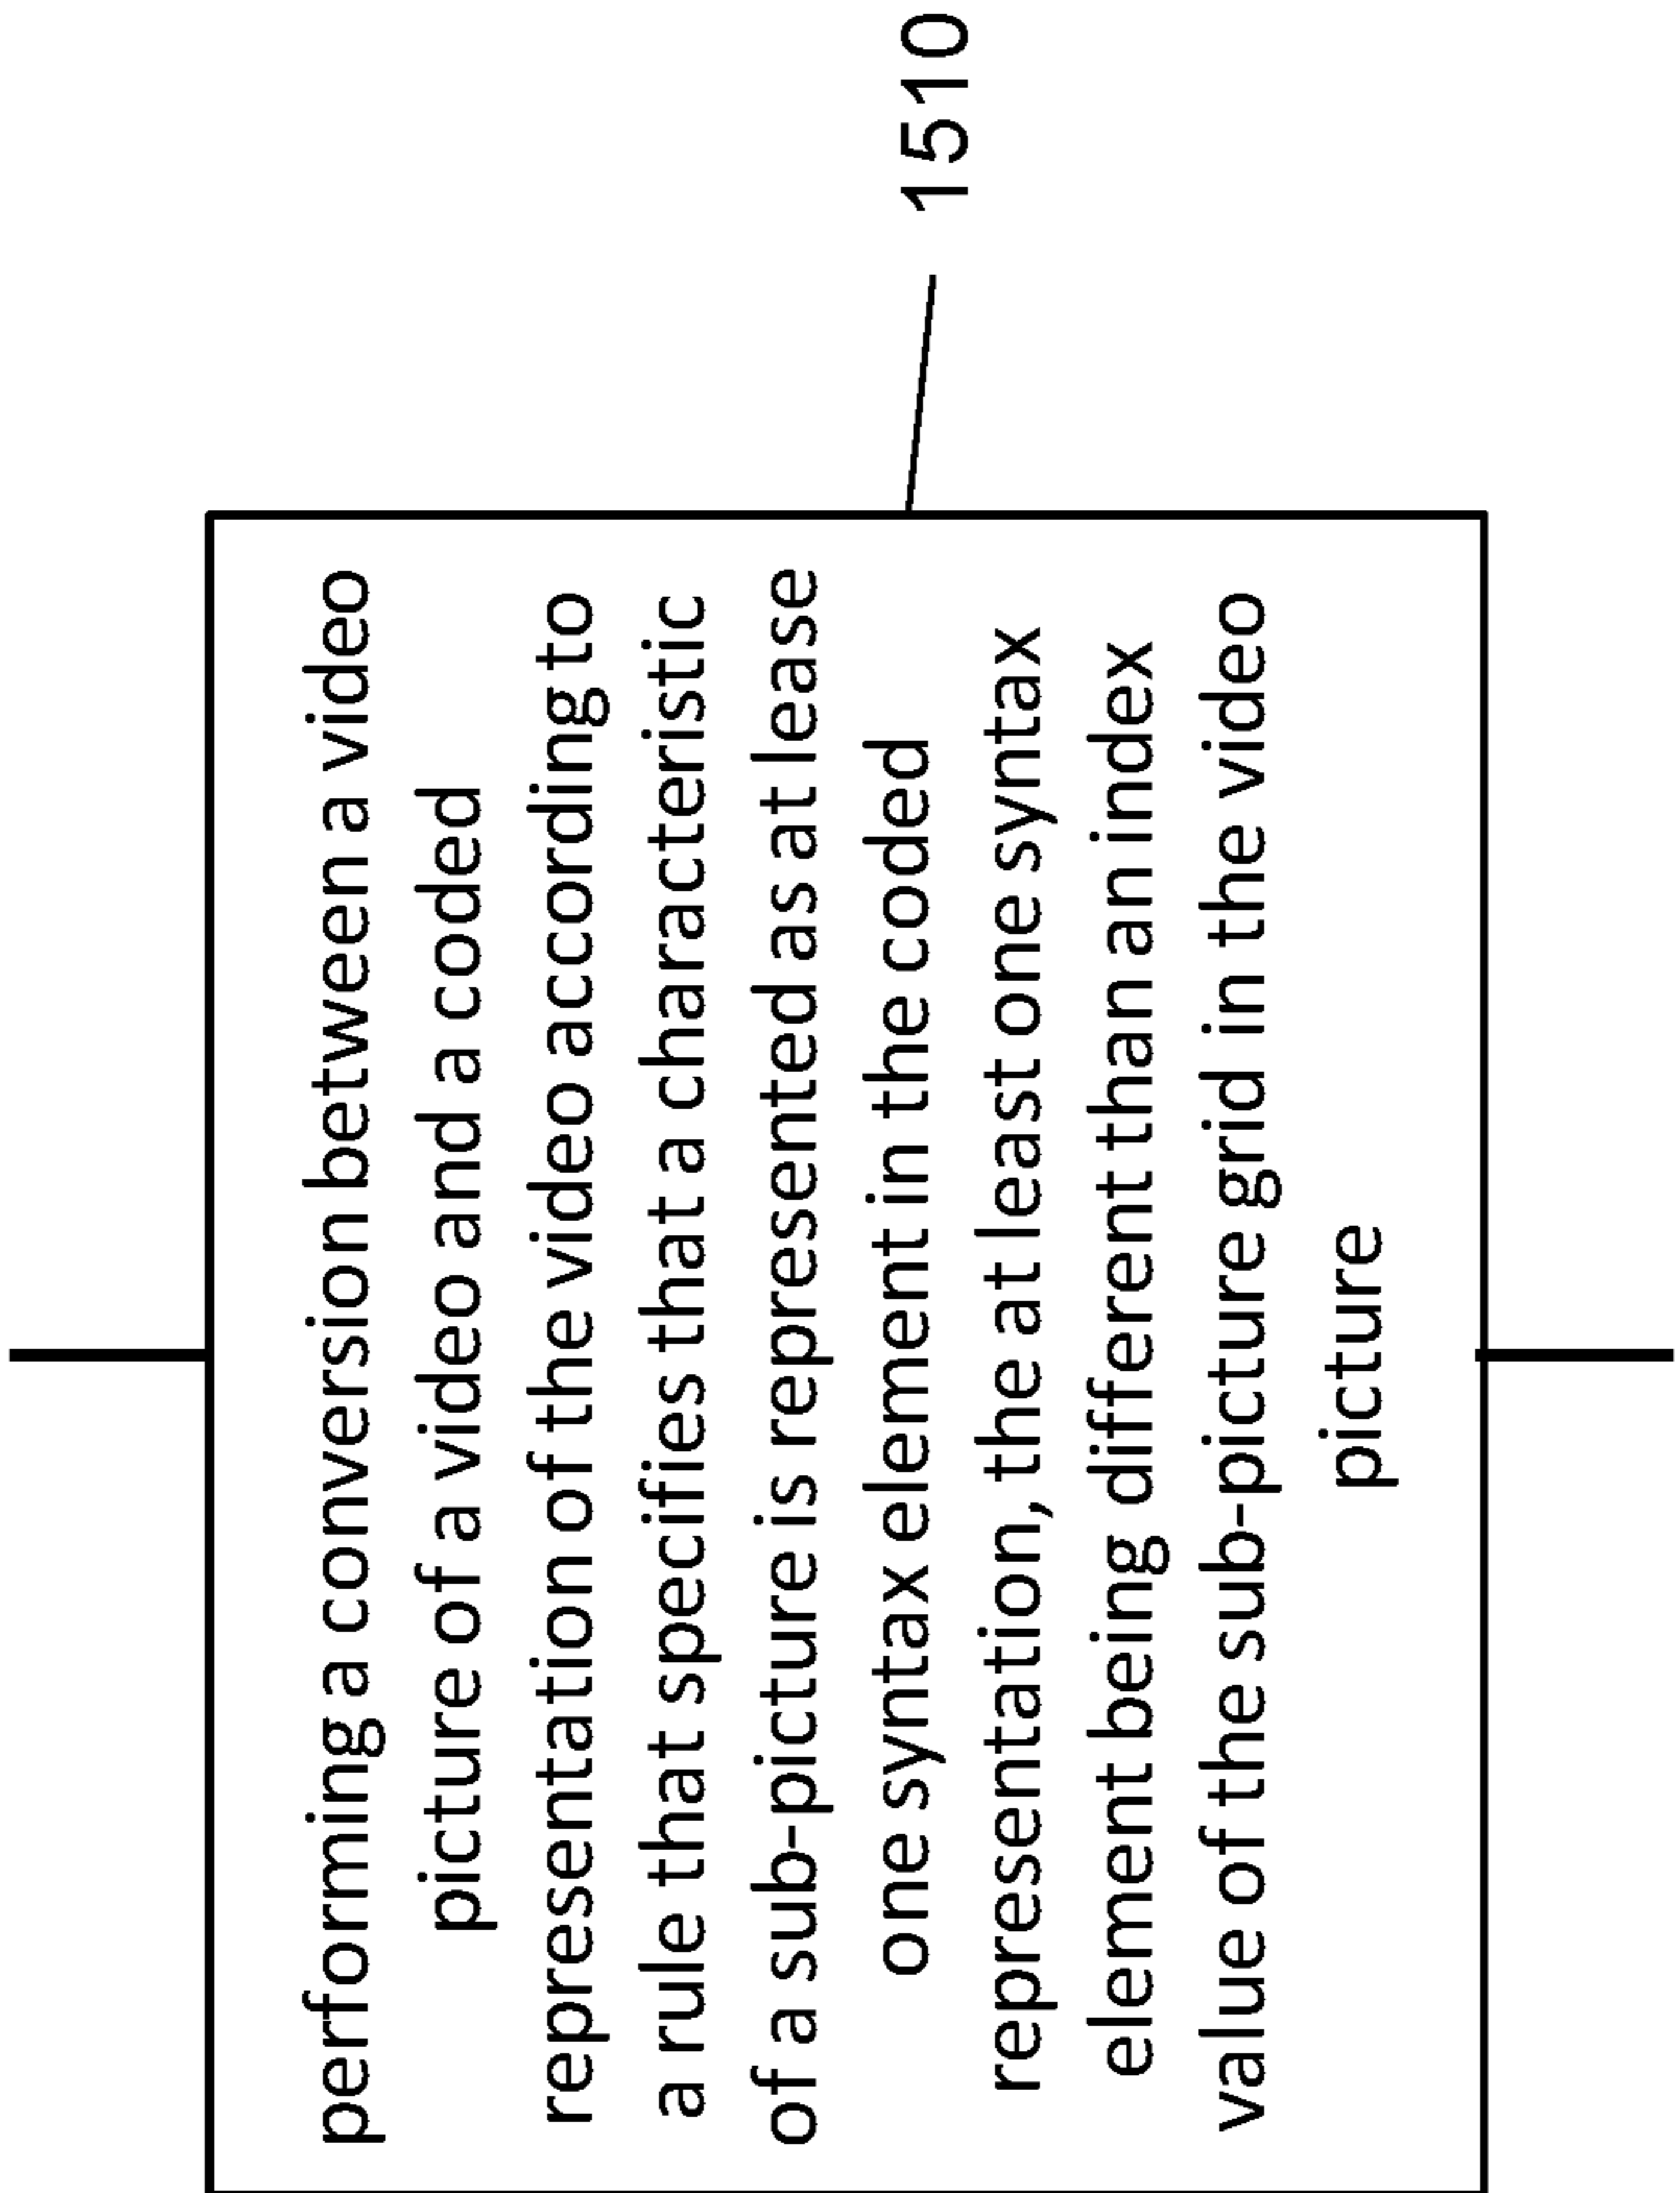 performing a conversion between a video
picture of a video and a coded
representation of the video according to
a rule that specifies that a characteristic
of a sub-picture is represented as at lease
one syntax element in the coded
representation, the at least one syntax
element being different than an index
value of the sub-picture grid in the video
picture
1510